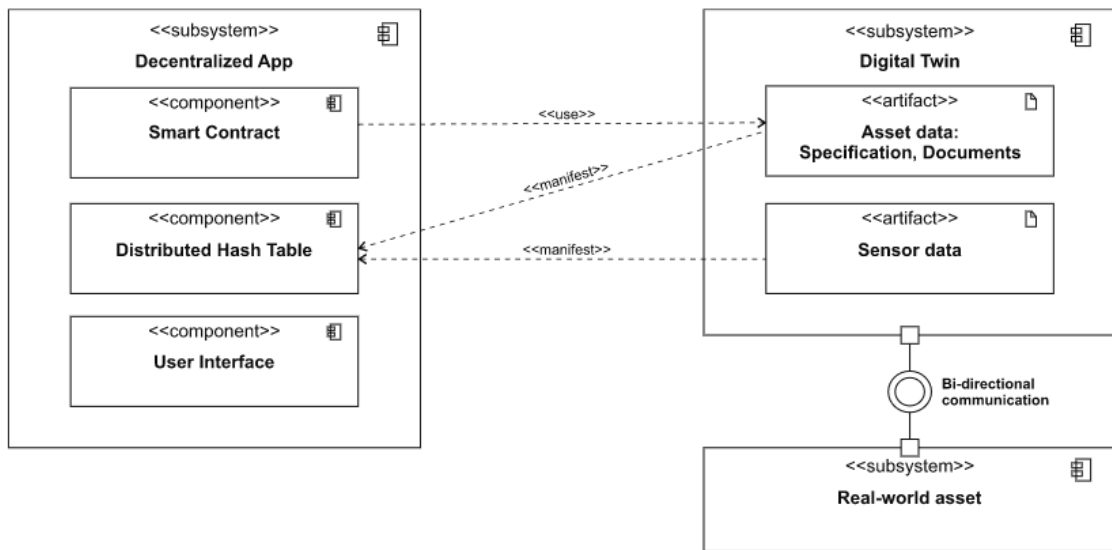 <<subsystem>>
Decentralized App
<<component>>
Smart Contract
<<component>>
Distributed Hash Table
<<component>>
User Interface
<<use>>
<<manifest>>
<<manifest>>
<<subsystem>>
Digital Twin
<<artifact>>
Asset data:
Specification, Documents
<<artifact>>
Sensor data
Bi-directional
communication
<<subsystem>>
Real-world asset